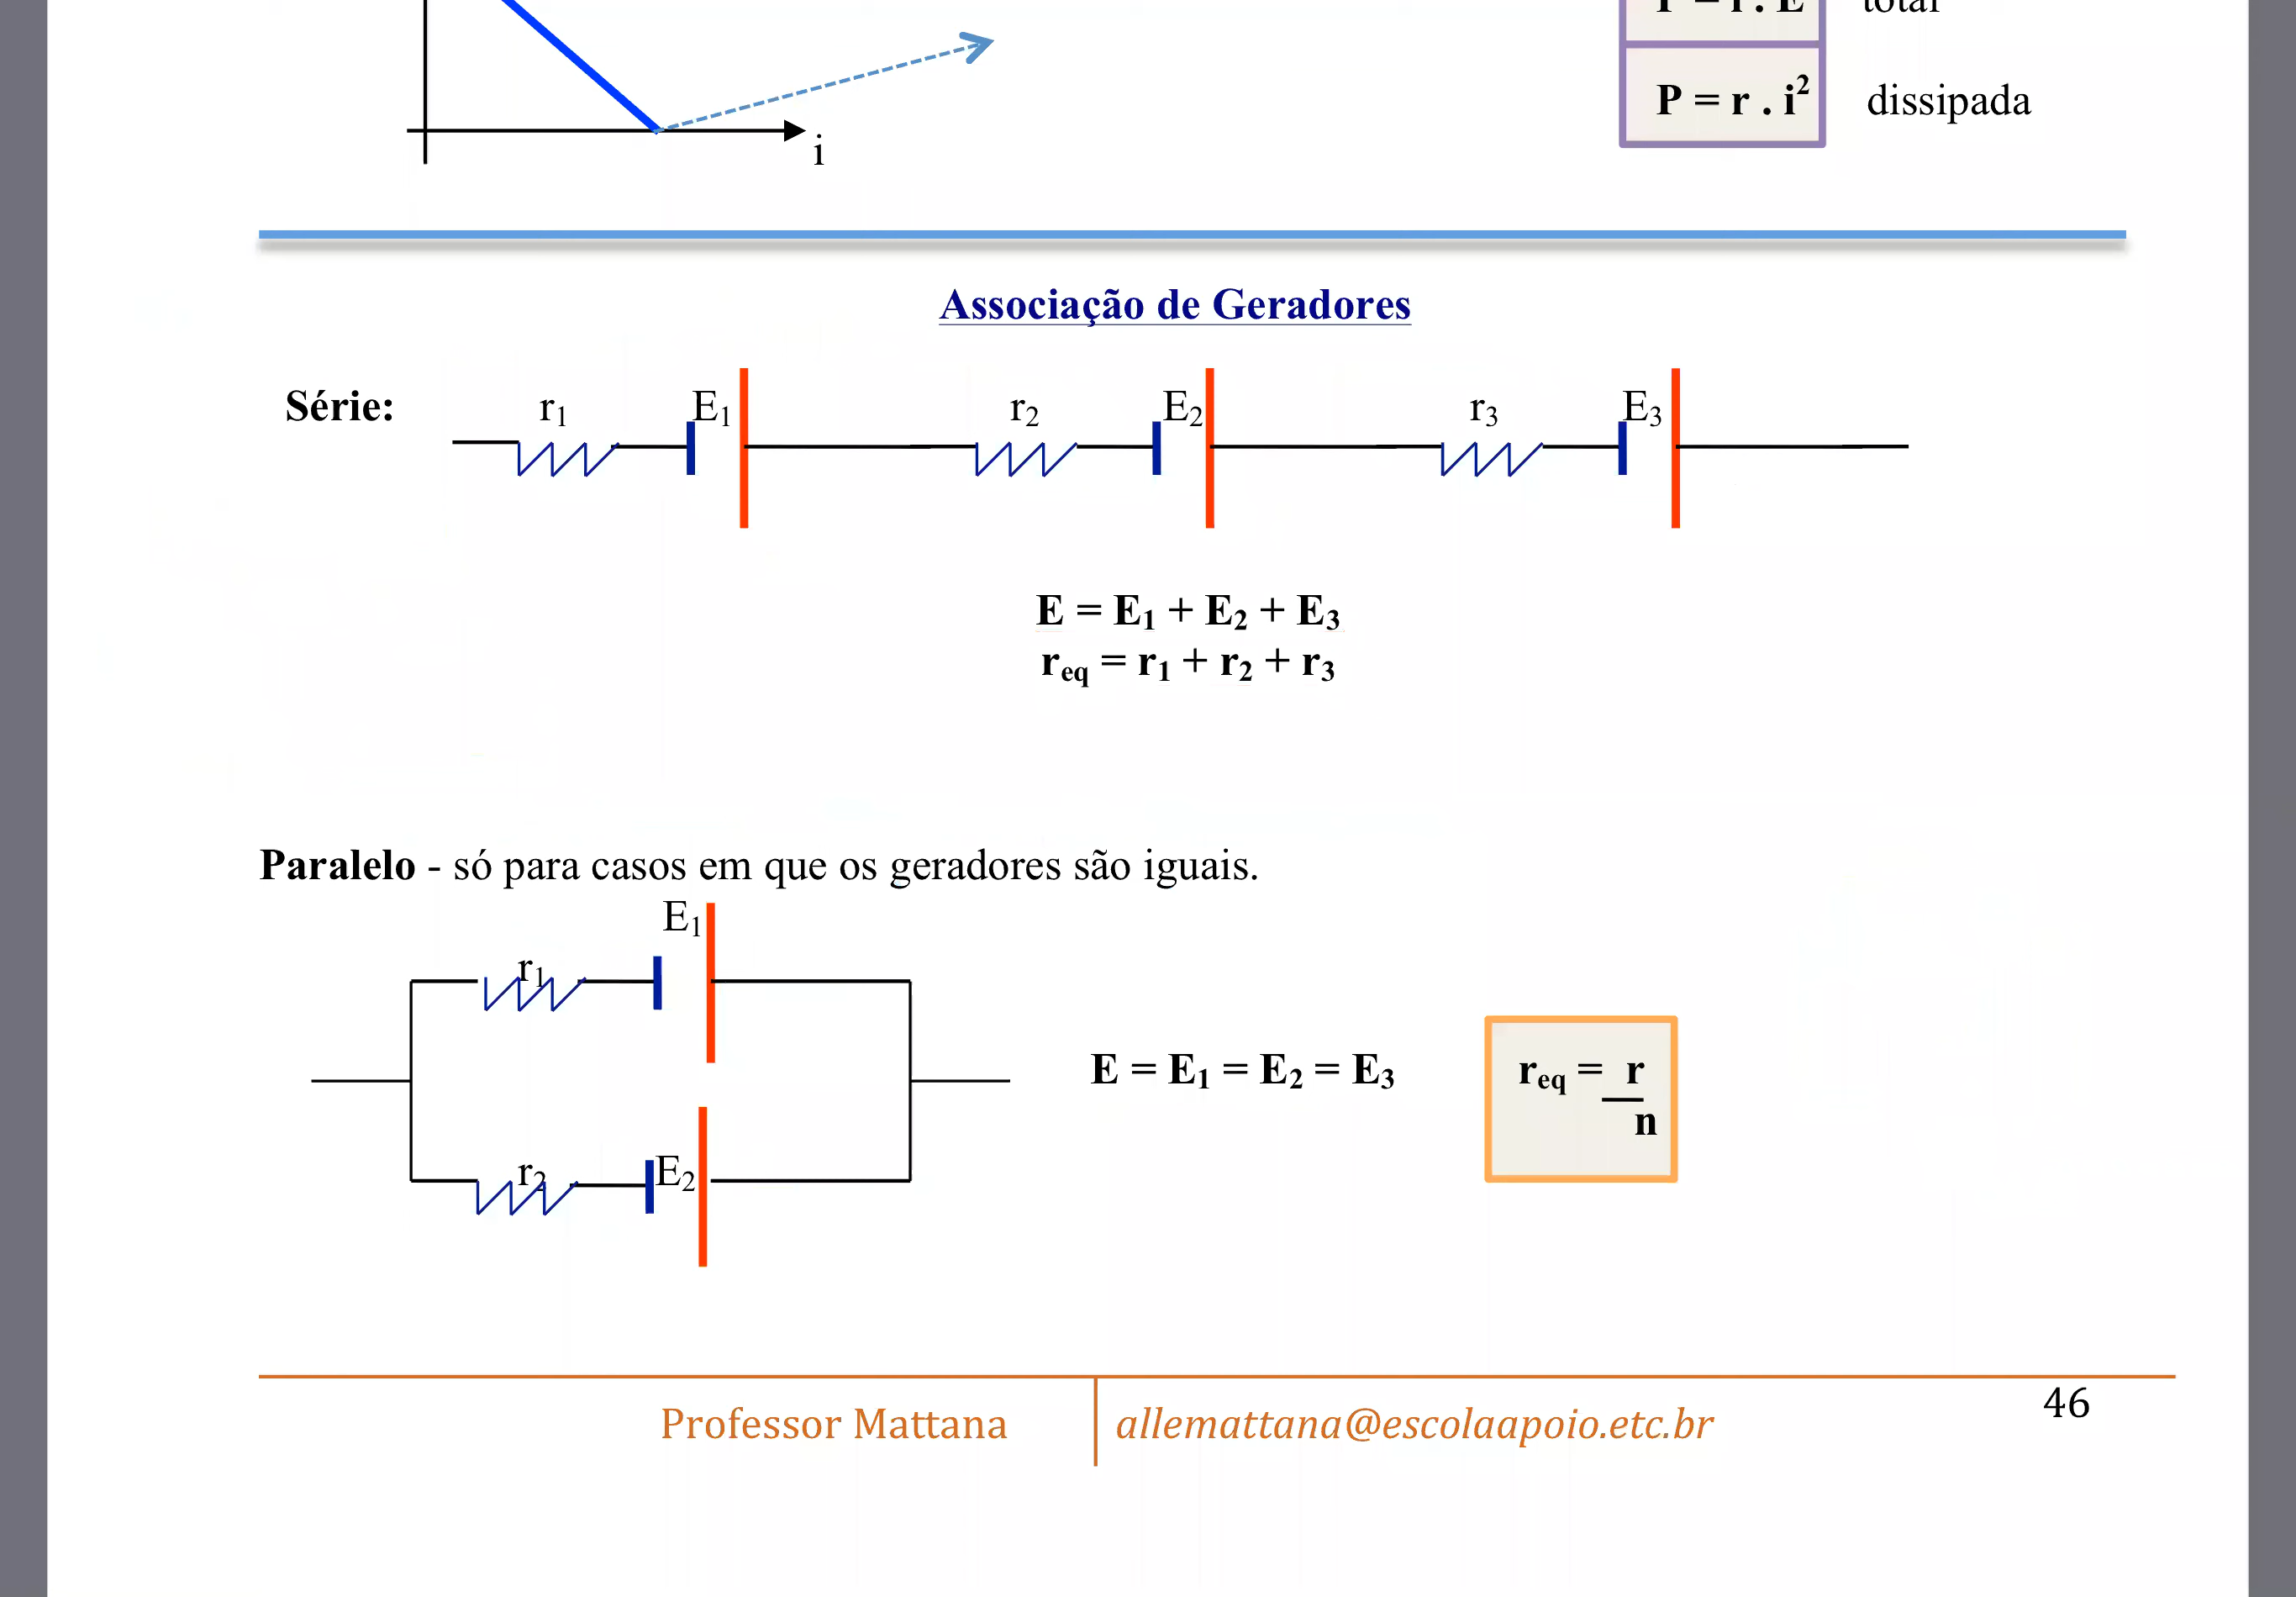 total
P = r . i²
dissipada
i
Associação de Geradores
Série:
r₁
E₁
r₂
E₂
r₃
E₃
E = E₁ + E₂ + E₃
r_eq = r₁ + r₂ + r₃
Paralelo - só para casos em que os geradores são iguais.
E₁
r₁
E = E₁ = E₂ = E₃
r_eq = r
n
r₂
E₂
Professor Mattana
allemattana@escolaapoio.etc.br
46